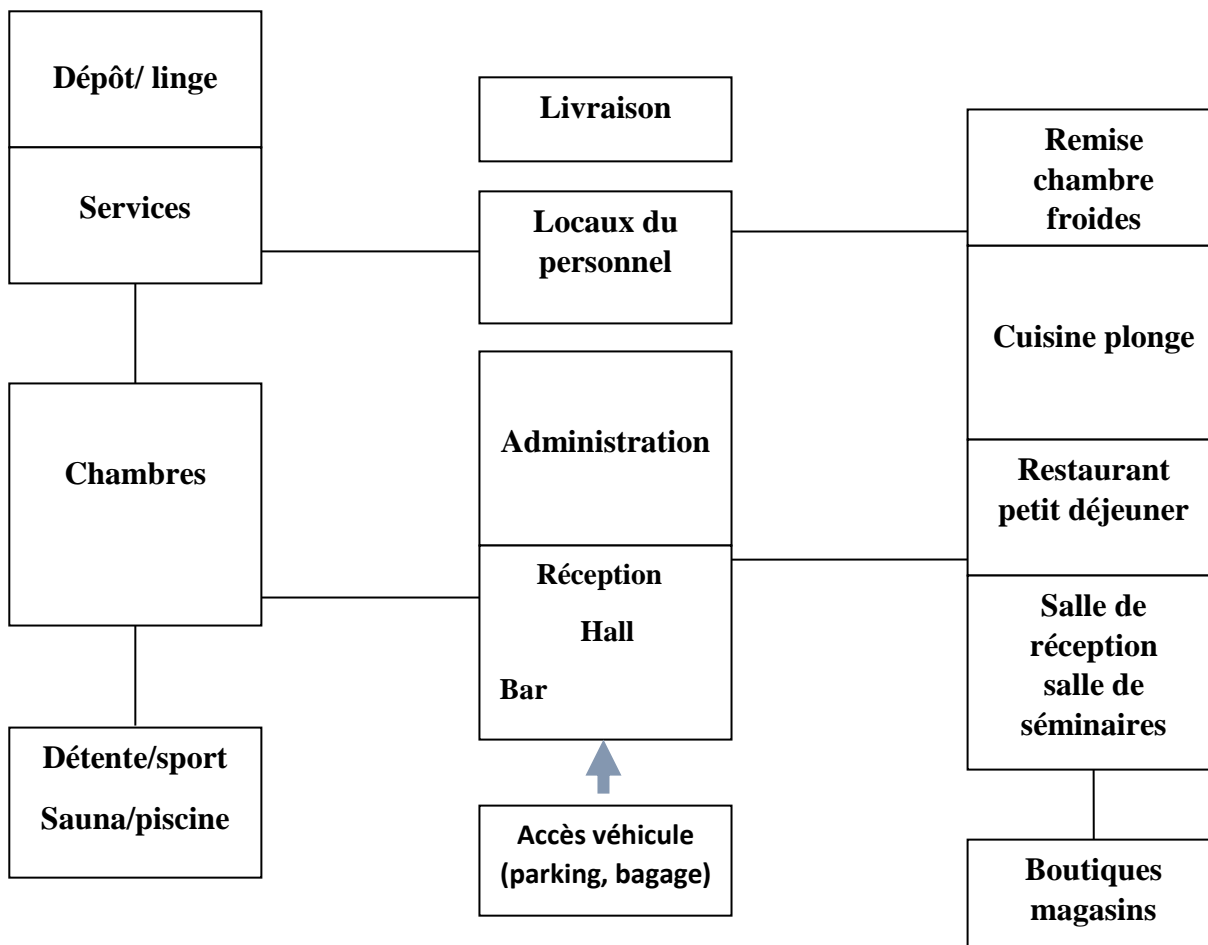 Dépôt/ linge
Services
Chambres
Détente/sport
Sauna/piscine
Livraison
Locaux du
personnel
Administration
Réception
Hall
Bar
Accès véhicule
(parking, bagage)
Remise
chambre
froides
Cuisine plonge
Restaurant
petit déjeuner
Salle de
réception
salle de
séminaires
Boutiques
magasins